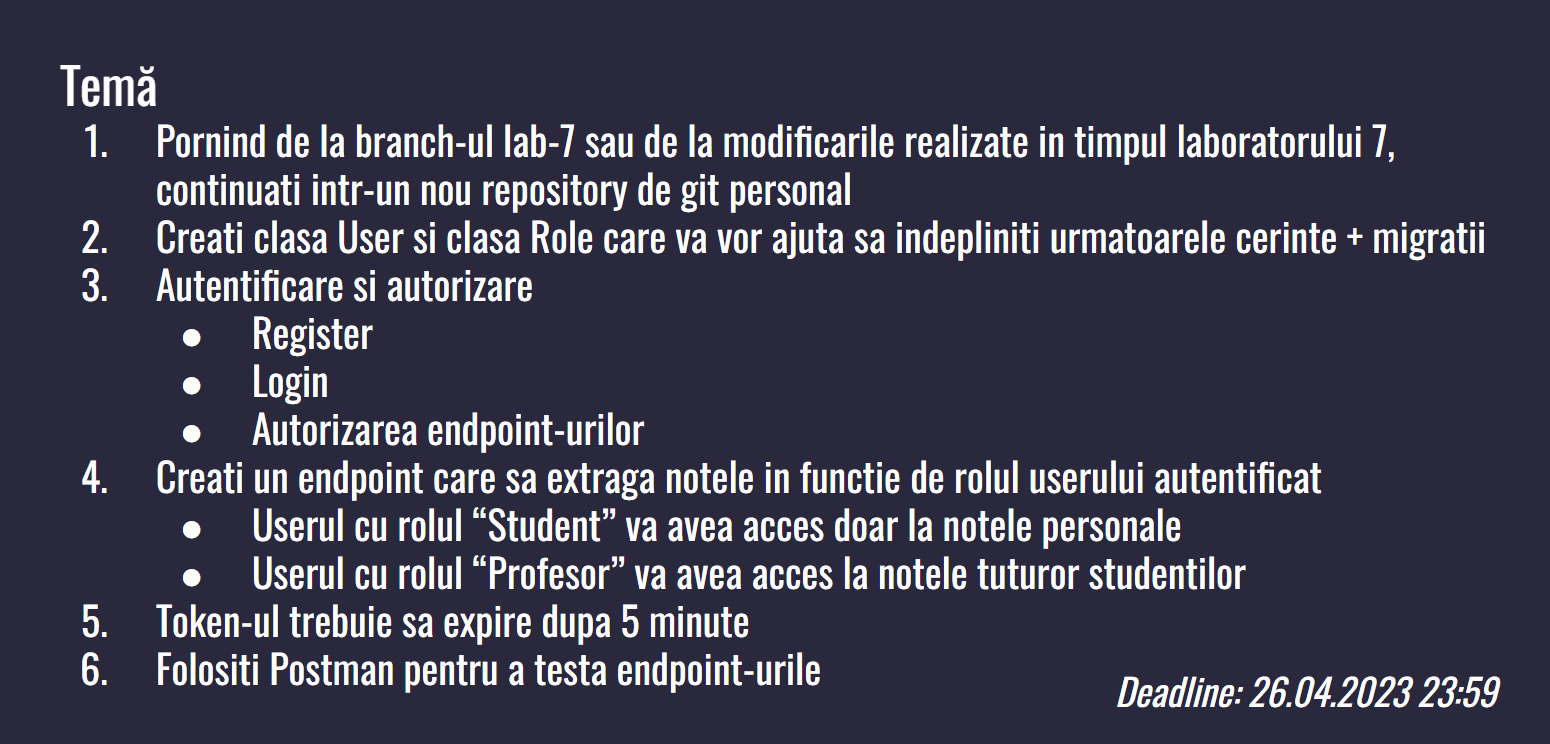 Temă
1. Pornind de la branch-ul lab-7 sau de la modificarile realizate in timpul laboratorului 7,
continuati intr-un nou repository de git personal
2. Creati clasa User si clasa Role care va vor ajuta sa indepliniti urmatoarele cerinte + migratii
3. Autentificare si autorizare
● Register
● Login
● Autorizarea endpoint-urilor
4. Creati un endpoint care sa extraga notele in functie de rolul userului autentificat
● Userul cu rolul “Student” va avea acces doar la notele personale
● Userul cu rolul “Profesor” va avea acces la notele tuturor studentilor
5. Token-ul trebuie sa expire dupa 5 minute
6. Folositi Postman pentru a testa endpoint-urile
Deadline: 26.04.2023 23:59